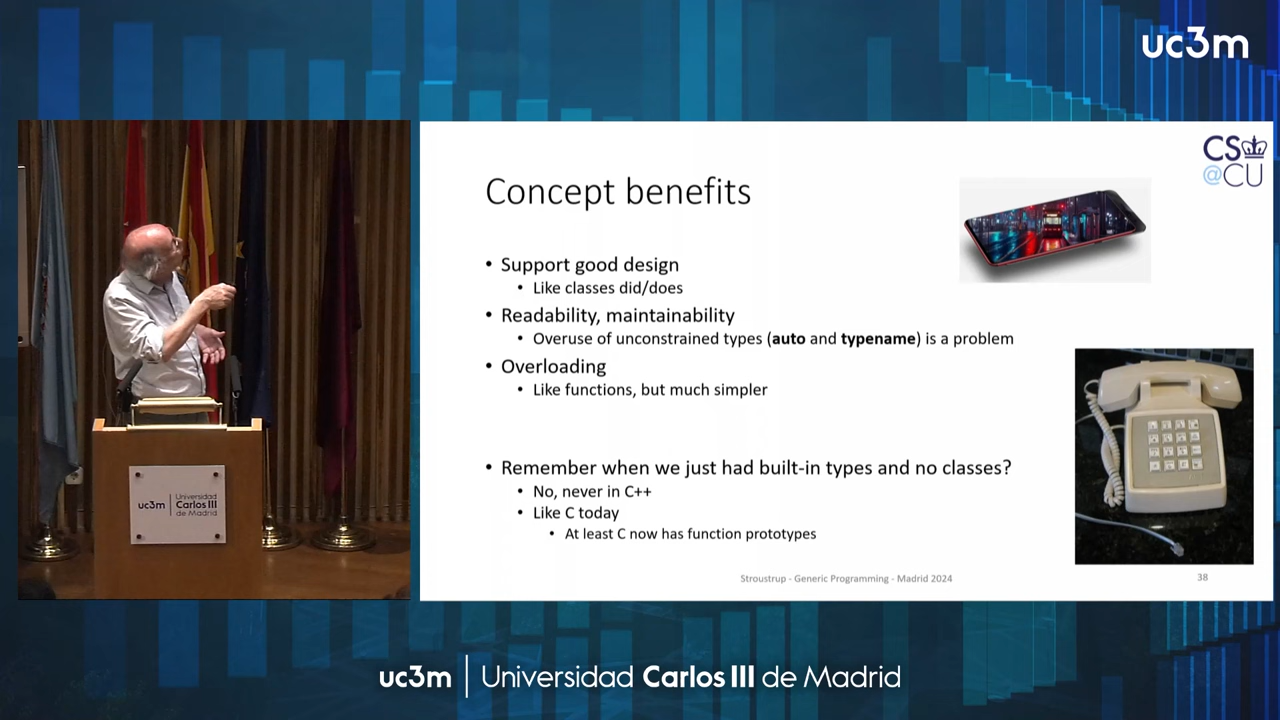 uc3m
CS
@CU
Concept benefits
• Support good design
• Like classes did/does
• Readability, maintainability
• Overuse of unconstrained types (auto and typename) is a problem
• Overloading
• Like functions, but much simpler
• Remember when we just had built-in types and no classes?
• No, never in C++
• Like C today
• At least C now has function prototypes
Stroustrup - Generic Programming - Madrid 2024
38
uc3m
Universidad
Carlos III
de Madrid
uc3m | Universidad Carlos III de Madrid